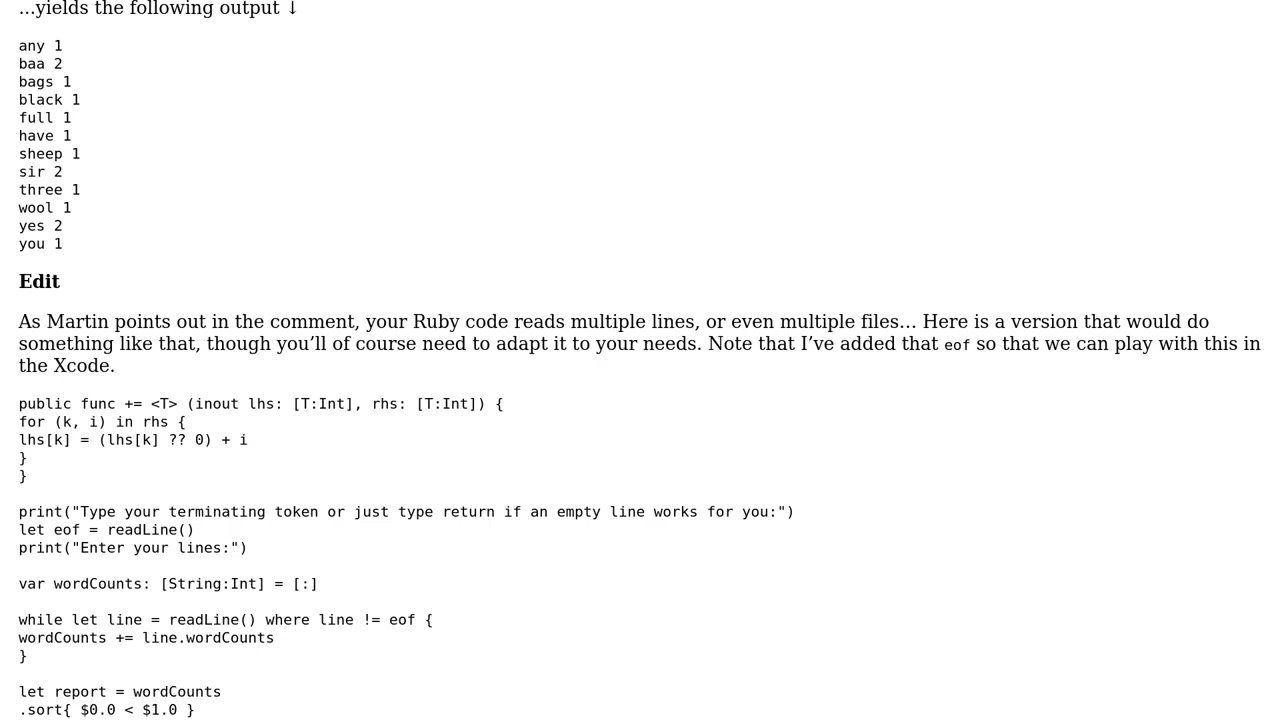 ...yields the following output ↓
any 1
baa 2
bags 1
black 1
full 1
have 1
sheep 1
sir 2
three 1
wool 1
yes 2
you 1
Edit
As Martin points out in the comment, your Ruby code reads multiple lines, or even multiple files… Here is a version that would do
something like that, though you’ll of course need to adapt it to your needs. Note that I’ve added that eof so that we can play with this in
the Xcode.
public func += <T> (inout lhs: [T:Int], rhs: [T:Int]) {
for (k, i) in rhs {
lhs[k] = (lhs[k] ?? 0) + i
}
}
print("Type your terminating token or just type return if an empty line works for you:")
let eof = readLine()
print("Enter your lines:")
var wordCounts: [String:Int] = [:]
while let line = readLine() where line != eof {
wordCounts += line.wordCounts
}
let report = wordCounts
.sort{ $0.0 < $1.0 }